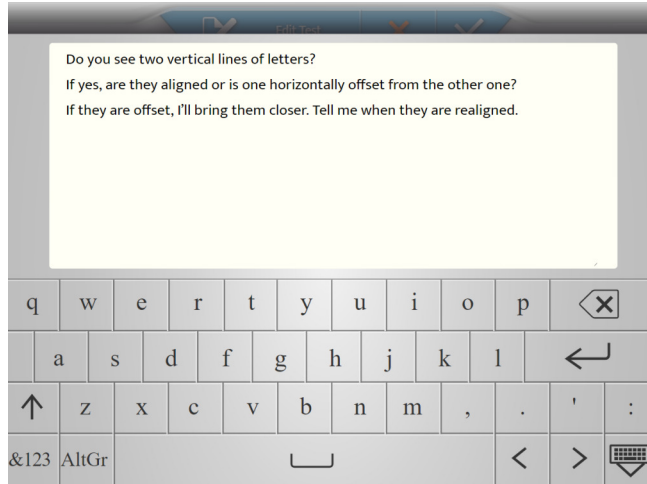 Edit Test
Do you see two vertical lines of letters?
If yes, are they aligned or is one horizontally offset from the other one?
If they are offset, I'll bring them closer. Tell me when they are realigned.
q w e r t y u i o p
a s d f g h j k l
z x c v b n m , . ' :
&123 AltGr < >